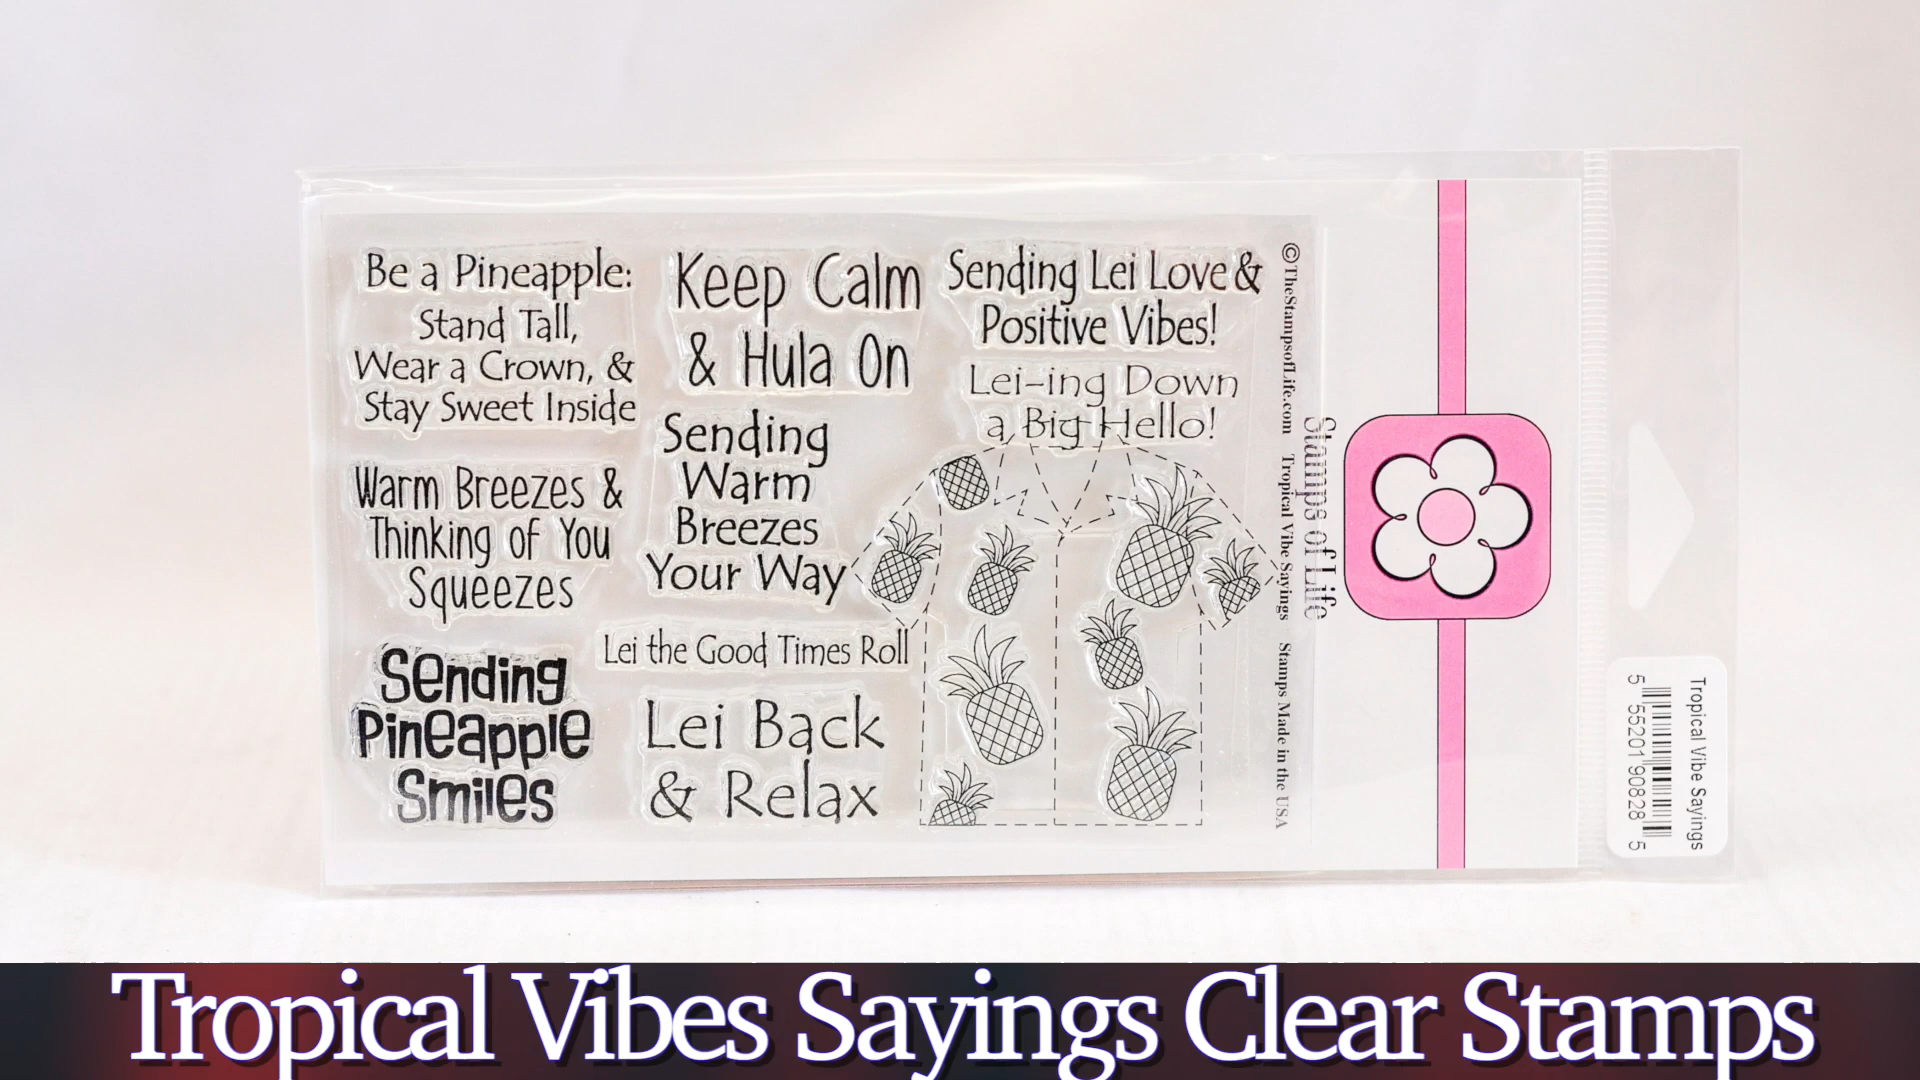 Be a Pineapple:
Stand Tall,
Wear a Crown, &
Stay Sweet Inside
Keep Calm
& Hula On
Sending Lei Love &
Positive Vibes!
Lei-ing Down
a Big Hello!
Warm Breezes &
Thinking of You
Squeezes
Sending
Warm
Breezes
Your Way
Sending
Pineapple
Smiles
Lei the Good Times Roll
Lei Back
& Relax
©TheStampsofLife.com Tropical Vibe Sayings Stamps Made in the USA
Stamps of Life
Tropical Vibe Sayings
5 55201 90828 5
Tropical Vibes Sayings Clear Stamps